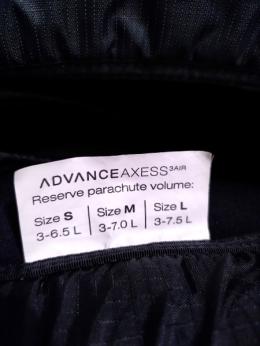 ADVANCEAXESS3AIR
Reserve parachute volume:
Size S | Size M | Size L
3-6.5 L | 3-7.0 L | 3-7.5 L